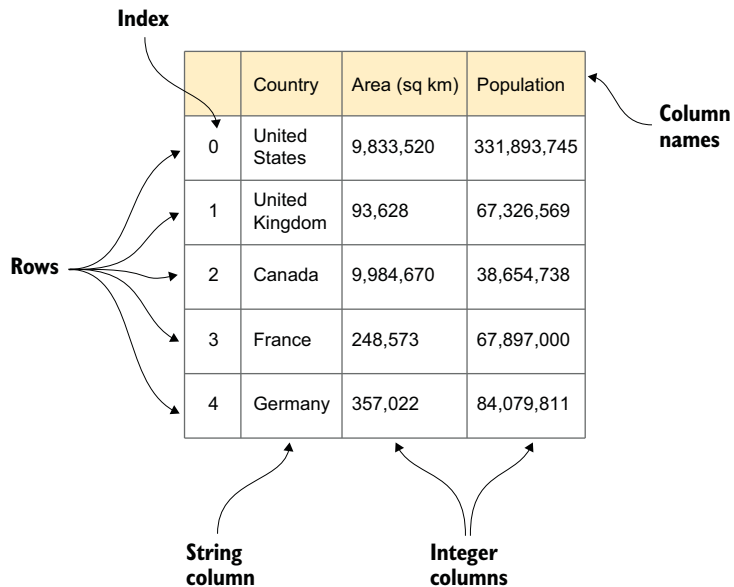 Index
Country Area (sq km) Population
Column
names
0 United
States 9,833,520 331,893,745
1 United
Kingdom 93,628 67,326,569
Rows
2 Canada 9,984,670 38,654,738
3 France 248,573 67,897,000
4 Germany 357,022 84,079,811
String
column
Integer
columns